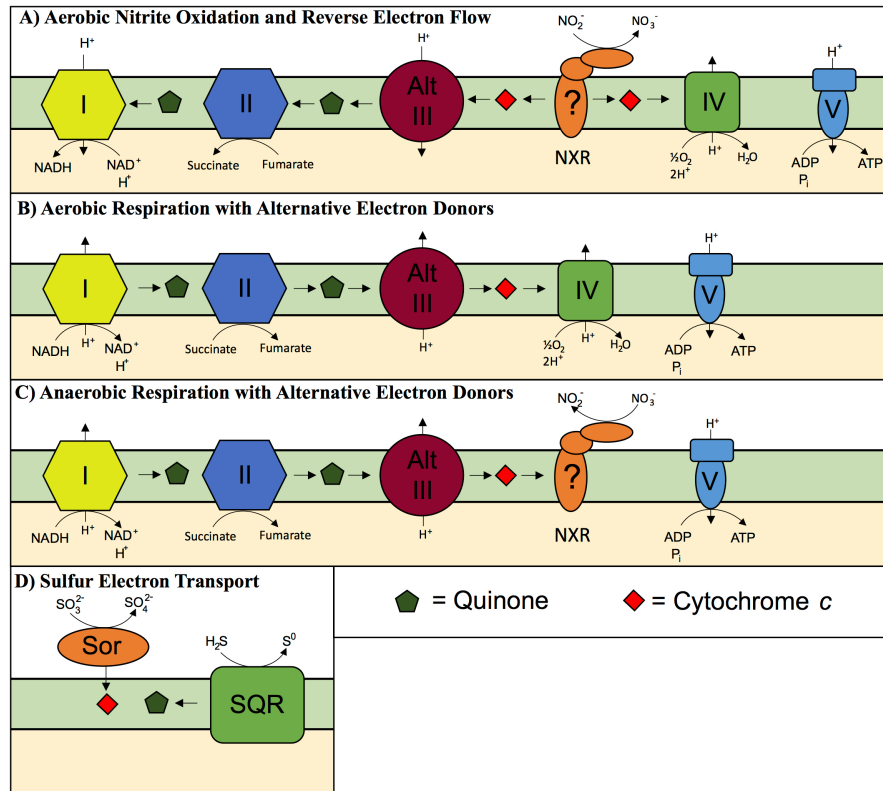 A) Aerobic Nitrite Oxidation and Reverse Electron Flow
NO₂⁻ NO₃⁻
H⁺ H⁺ H⁺
I II Alt III ? IV V
NXR
NADH NAD⁺ H⁺
Succinate Fumarate
½O₂ 2H⁺ H⁺ H₂O
ADP Pᵢ ATP
B) Aerobic Respiration with Alternative Electron Donors
H⁺
I II Alt III IV V
NADH H⁺ NAD⁺ H⁺
Succinate Fumarate
H⁺
½O₂ 2H⁺ H⁺ H₂O
ADP Pᵢ ATP
C) Anaerobic Respiration with Alternative Electron Donors
NO₂⁻ NO₃⁻
H⁺
I II Alt III ? V
NXR
NADH H⁺ NAD⁺ H⁺
Succinate Fumarate
H⁺
ADP Pᵢ ATP
D) Sulfur Electron Transport
SO₃²⁻ SO₄²⁻
Sor
H₂S S⁰
SQR
= Quinone
= Cytochrome c